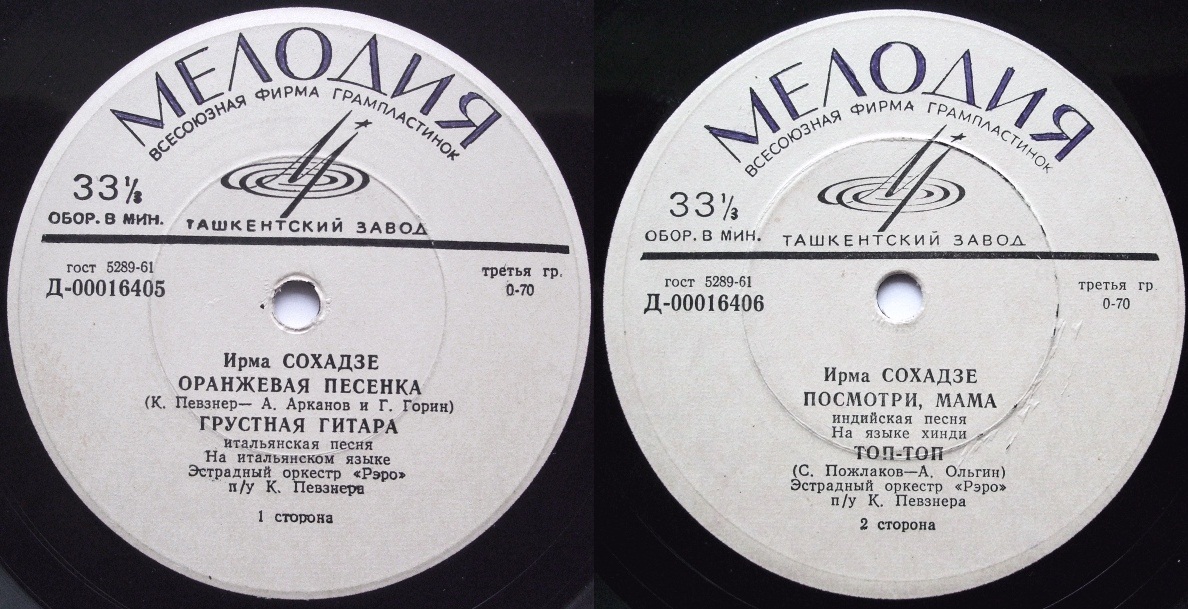 МЕЛОДИЯ
ВСЕСОЮЗНАЯ ФИРМА ГРАМПЛАСТИНОК
33⅓
ОБОР. В МИН.
ТАШКЕНТСКИЙ ЗАВОД
гост 5289-61
Д-00016405
третья гр.
0-70
Ирма СОХАДЗЕ
ОРАНЖЕВАЯ ПЕСЕНКА
(К. Певзнер— А. Арканов и Г. Горин)
ГРУСТНАЯ ГИТАРА
итальянская песня
На итальянском языке
Эстрадный оркестр «Рэро»
п/у К. Певзнера
1 сторона
МЕЛОДИЯ
ВСЕСОЮЗНАЯ ФИРМА ГРАМПЛАСТИНОК
33⅓
ОБОР. В МИН.
ТАШКЕНТСКИЙ ЗАВОД
гост 5289-61
Д-00016406
третья гр
0-70
Ирма СОХАДЗЕ
ПОСМОТРИ, МАМА
индийская песня
На языке хинди
ТОП-ТОП
(С. Пожлаков—А. Ольгин)
Эстрадный оркестр «Рэро»
п/у К. Певзнера
2 сторона